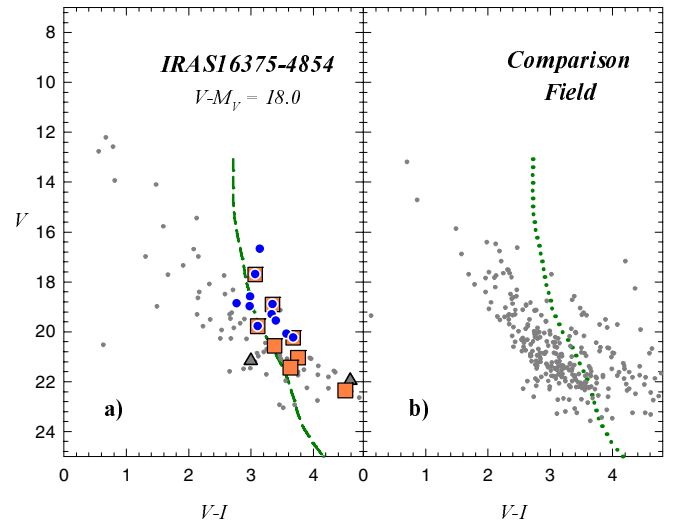 IRAS16375-4854
V-M_V = 18.0
Comparison
Field
8
10
12
14
16
18
20
22
24
V
a)
b)
0 1 2 3 4 0 1 2 3 4
V-I V-I